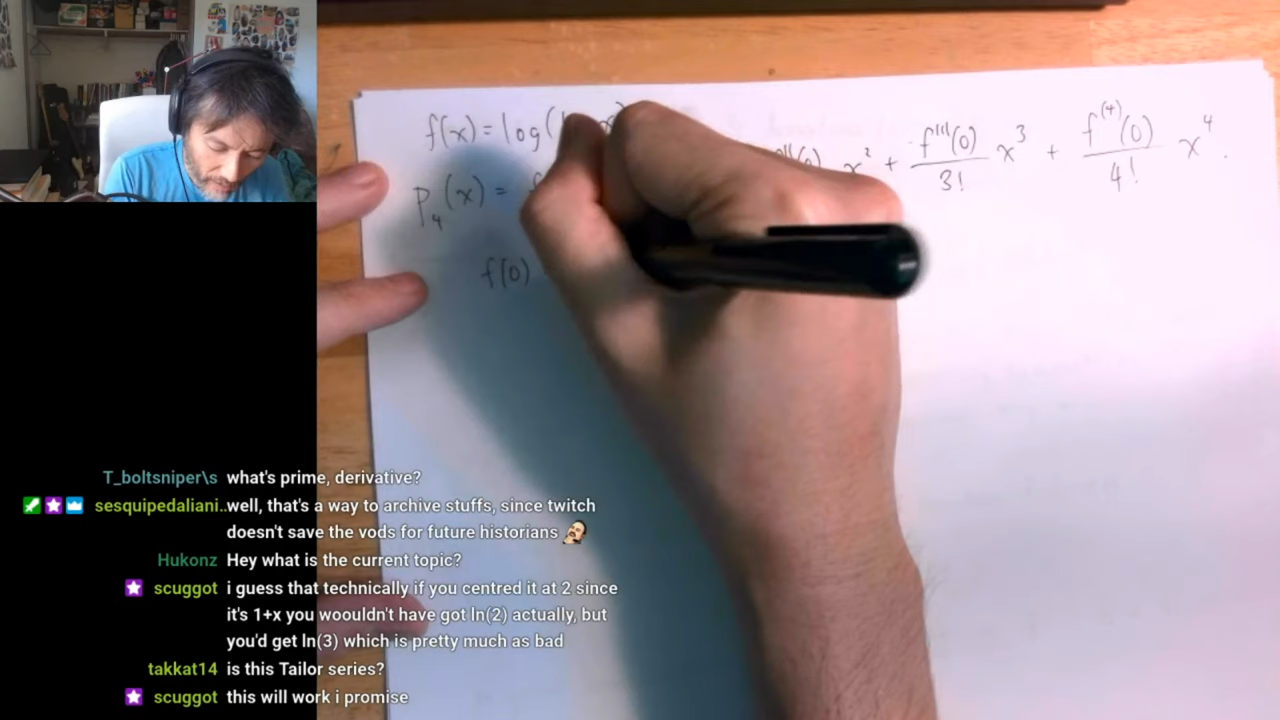 f(x) = log(
x² + f'''(0)/3! x³ + f⁽⁴⁾(0)/4! x⁴.
P₄(x) =
f(0)
T_boltsniper\s what's prime, derivative?
sesquipedaliani.. well, that's a way to archive stuffs, since twitch
doesn't save the vods for future historians
Hukonz Hey what is the current topic?
scuggot i guess that technically if you centred it at 2 since
it's 1+x you woouldn't have got ln(2) actually, but
you'd get ln(3) which is pretty much as bad
takkat14 is this Tailor series?
scuggot this will work i promise